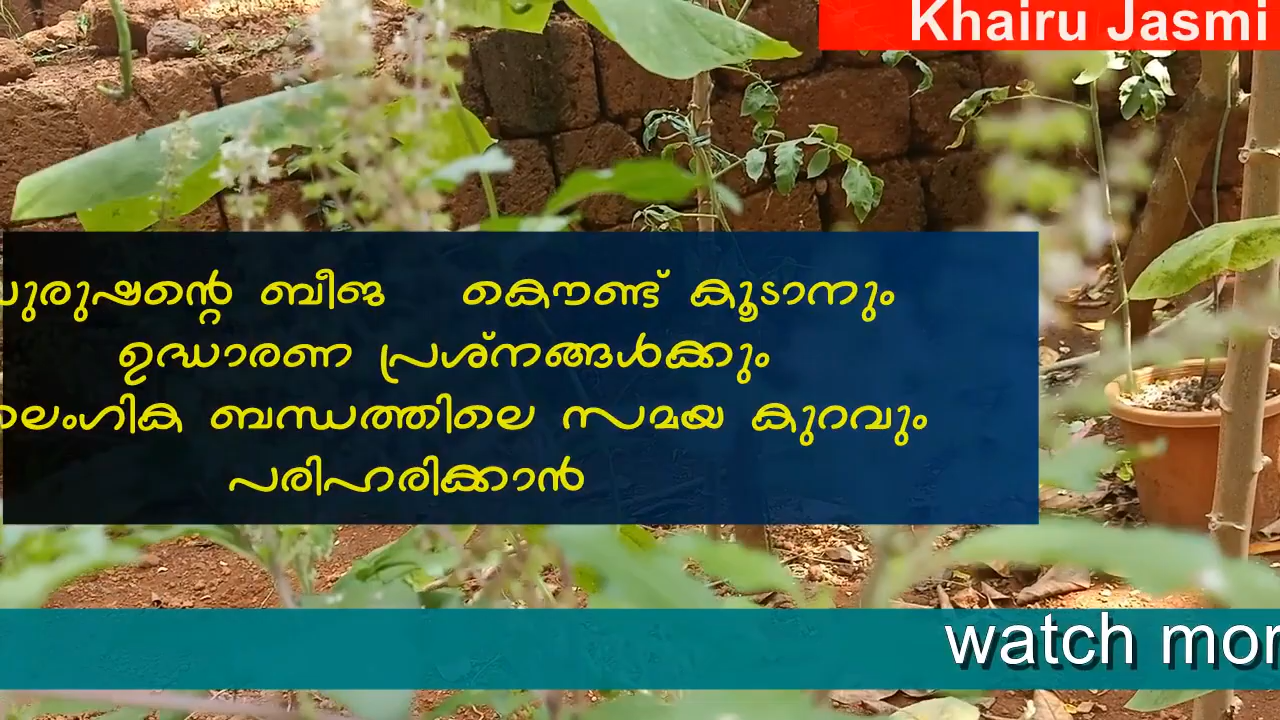 Khairu Jasmi
പുരുഷന്റെ ബീജ കൌണ്ട് കൂടാനും
ഉദ്ധാരണ പ്രശ്നങ്ങൾക്കും
ലൈംഗിക ബന്ധത്തിലെ സമയ കുറവും
പരിഹരിക്കാൻ
watch mor